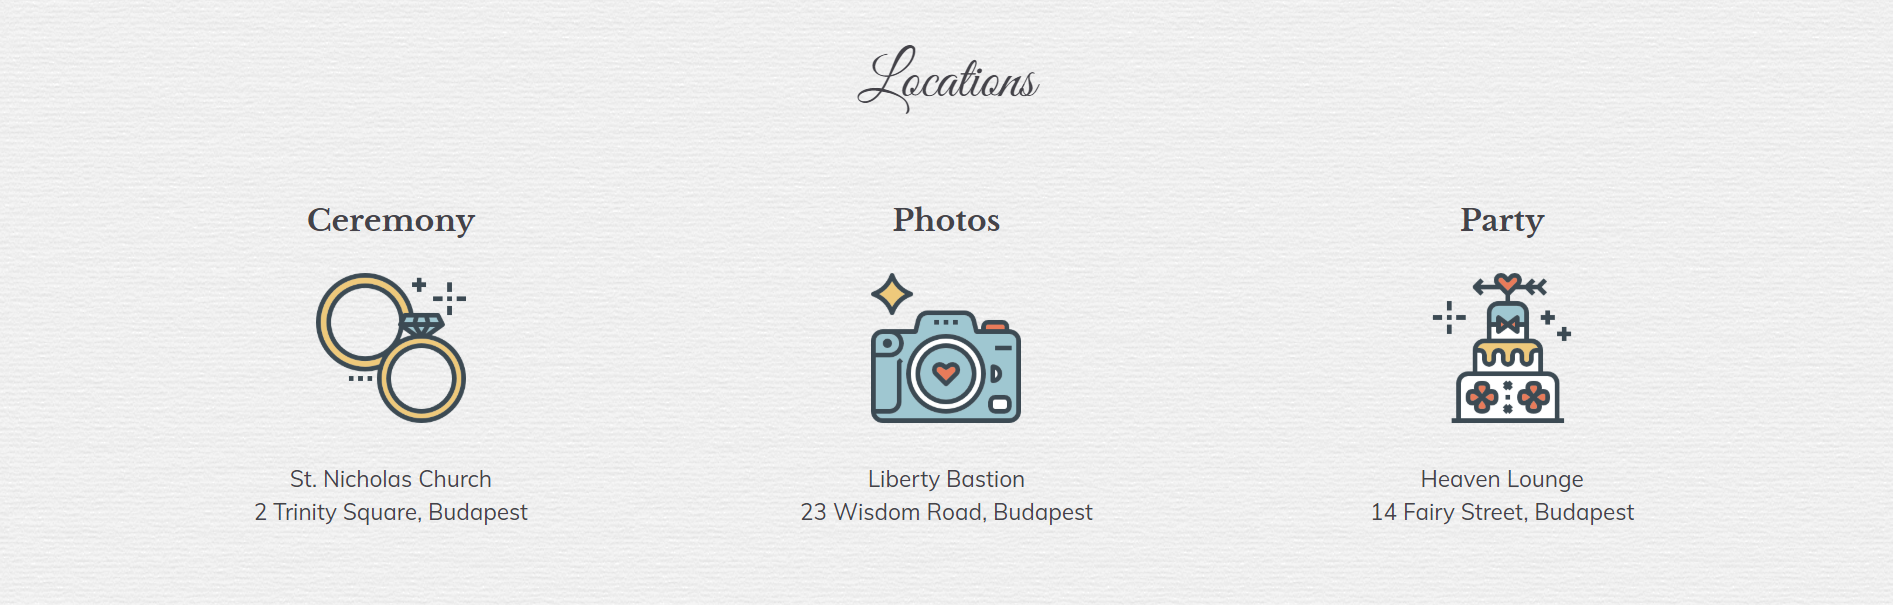 Locations
Ceremony
St. Nicholas Church
2 Trinity Square, Budapest
Photos
Liberty Bastion
23 Wisdom Road, Budapest
Party
Heaven Lounge
14 Fairy Street, Budapest